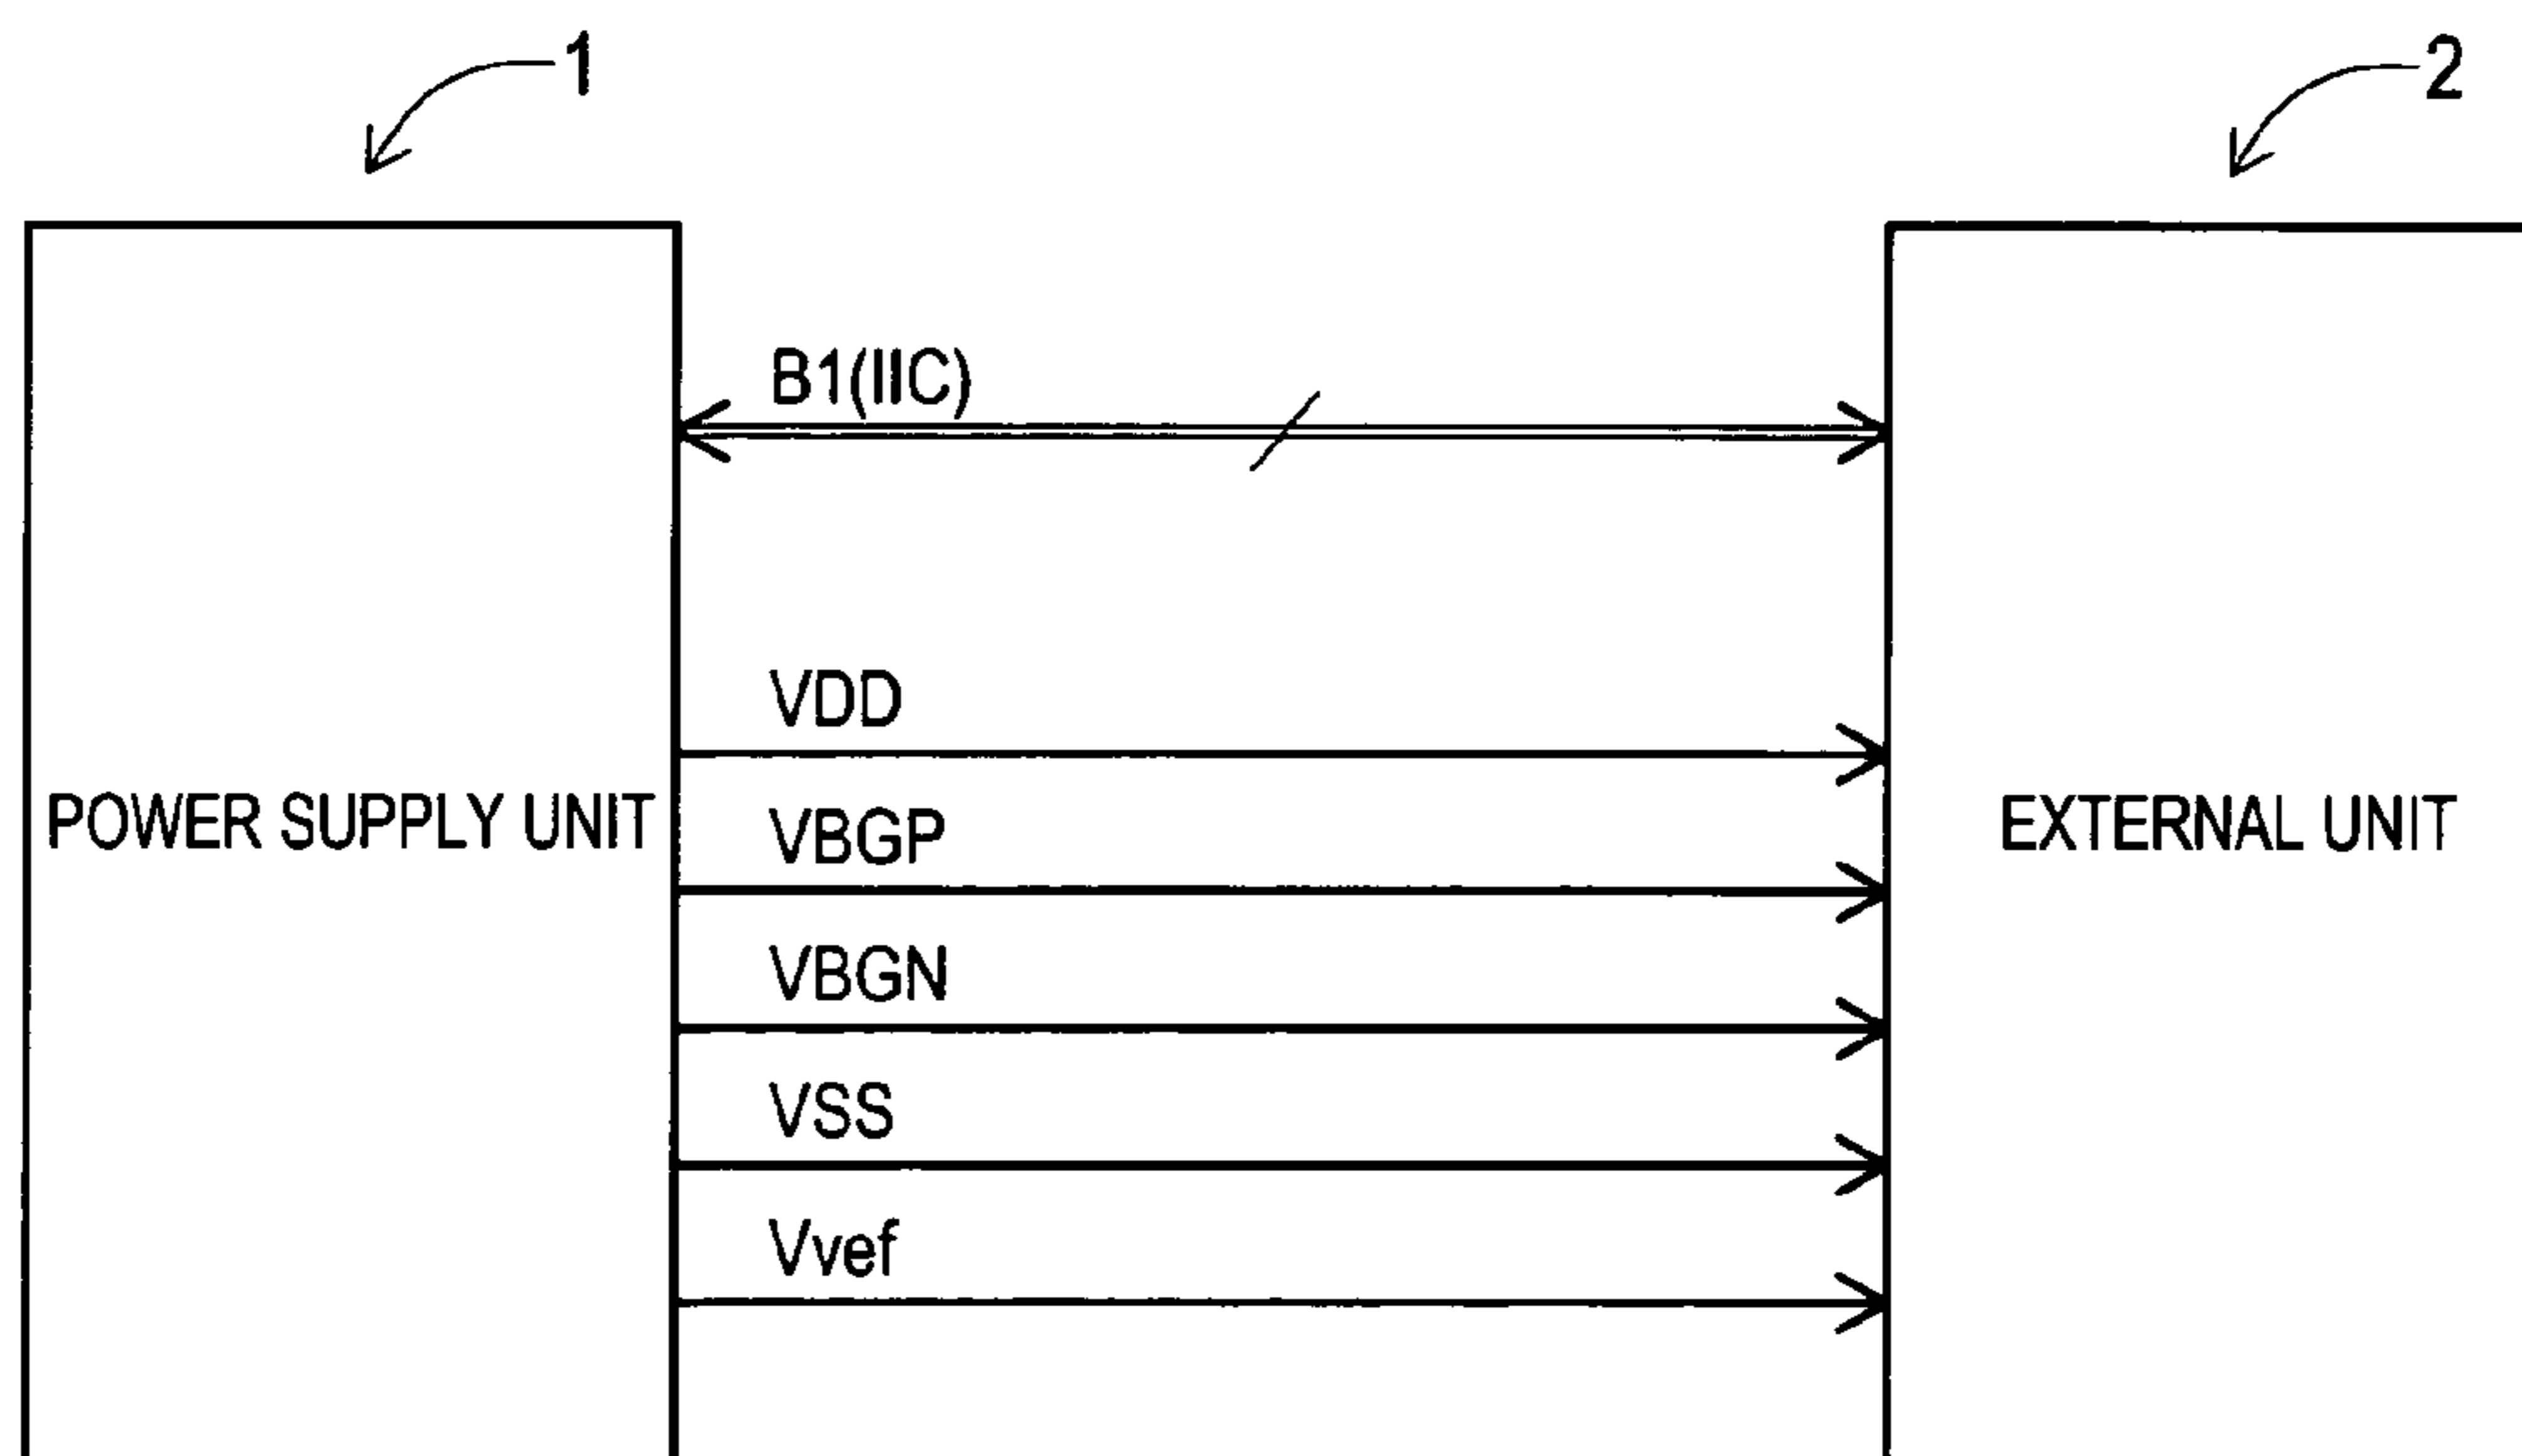 1
2
B1(IIC)
VDD
POWER SUPPLY UNIT
EXTERNAL UNIT
VBGP
VBGN
VSS
Vvef